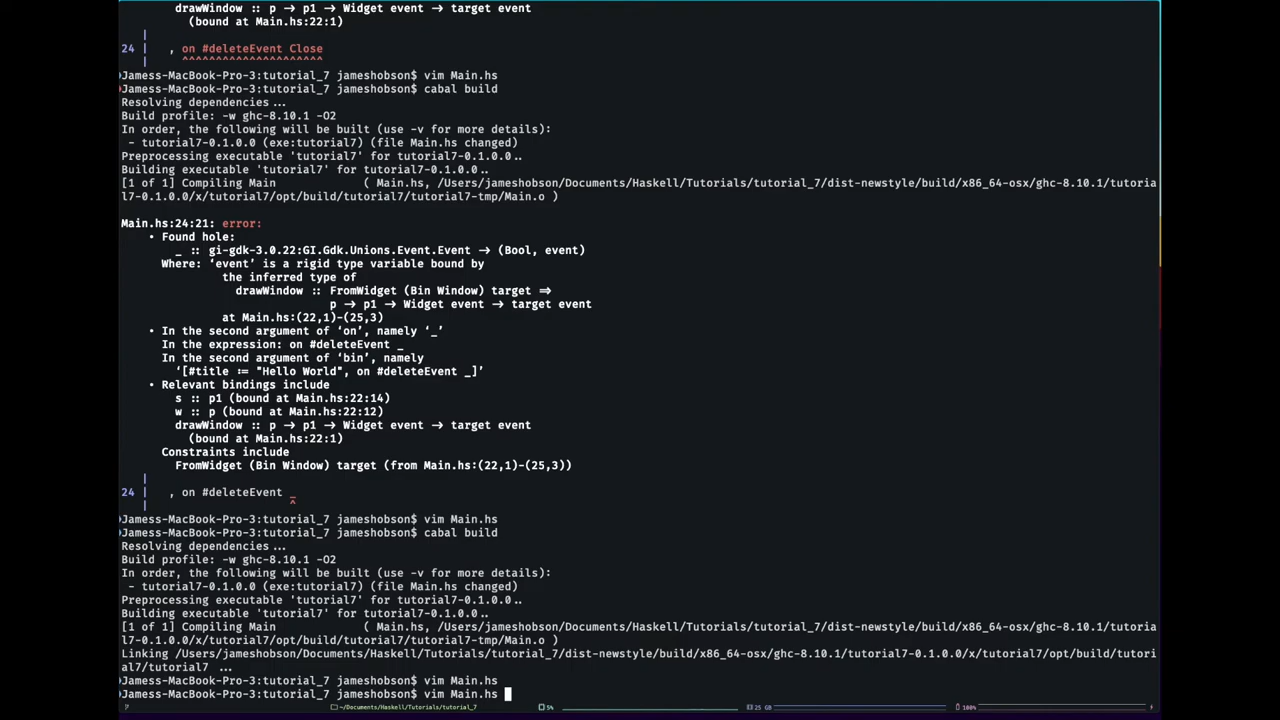 drawWindow :: p → p1 → Widget event → target event
(bound at Main.hs:22:1)
|
24 | , on #deleteEvent Close
| ^^^^^^^^^^^^^^^^^^^^^
Jamess-MacBook-Pro-3:tutorial_7 jameshobson$ vim Main.hs
Jamess-MacBook-Pro-3:tutorial_7 jameshobson$ cabal build
Resolving dependencies...
Build profile: -w ghc-8.10.1 -O2
In order, the following will be built (use -v for more details):
- tutorial7-0.1.0.0 (exe:tutorial7) (file Main.hs changed)
Preprocessing executable 'tutorial7' for tutorial7-0.1.0.0..
Building executable 'tutorial7' for tutorial7-0.1.0.0..
[1 of 1] Compiling Main ( Main.hs, /Users/jameshobson/Documents/Haskell/Tutorials/tutorial_7/dist-newstyle/build/x86_64-osx/ghc-8.10.1/tutoria
l7-0.1.0.0/x/tutorial7/opt/build/tutorial7/tutorial7-tmp/Main.o )
Main.hs:24:21: error:
• Found hole:
_ :: gi-gdk-3.0.22:GI.Gdk.Unions.Event.Event → (Bool, event)
Where: ‘event’ is a rigid type variable bound by
the inferred type of
drawWindow :: FromWidget (Bin Window) target ⇒
p → p1 → Widget event → target event
at Main.hs:(22,1)-(25,3)
• In the second argument of ‘on’, namely ‘_’
In the expression: on #deleteEvent _
In the second argument of ‘bin’, namely
‘[#title := "Hello World", on #deleteEvent _]’
• Relevant bindings include
s :: p1 (bound at Main.hs:22:14)
w :: p (bound at Main.hs:22:12)
drawWindow :: p → p1 → Widget event → target event
(bound at Main.hs:22:1)
Constraints include
FromWidget (Bin Window) target (from Main.hs:(22,1)-(25,3))
|
24 | , on #deleteEvent _
| ^
Jamess-MacBook-Pro-3:tutorial_7 jameshobson$ vim Main.hs
Jamess-MacBook-Pro-3:tutorial_7 jameshobson$ cabal build
Resolving dependencies...
Build profile: -w ghc-8.10.1 -O2
In order, the following will be built (use -v for more details):
- tutorial7-0.1.0.0 (exe:tutorial7) (file Main.hs changed)
Preprocessing executable 'tutorial7' for tutorial7-0.1.0.0..
Building executable 'tutorial7' for tutorial7-0.1.0.0..
[1 of 1] Compiling Main ( Main.hs, /Users/jameshobson/Documents/Haskell/Tutorials/tutorial_7/dist-newstyle/build/x86_64-osx/ghc-8.10.1/tutoria
l7-0.1.0.0/x/tutorial7/opt/build/tutorial7/tutorial7-tmp/Main.o )
Linking /Users/jameshobson/Documents/Haskell/Tutorials/tutorial_7/dist-newstyle/build/x86_64-osx/ghc-8.10.1/tutorial7-0.1.0.0/x/tutorial7/opt/build/tutori
al7/tutorial7 ...
Jamess-MacBook-Pro-3:tutorial_7 jameshobson$ vim Main.hs
Jamess-MacBook-Pro-3:tutorial_7 jameshobson$ vim Main.hs
~/Documents/Haskell/Tutorials/tutorial_7 5% 25 GB 100%